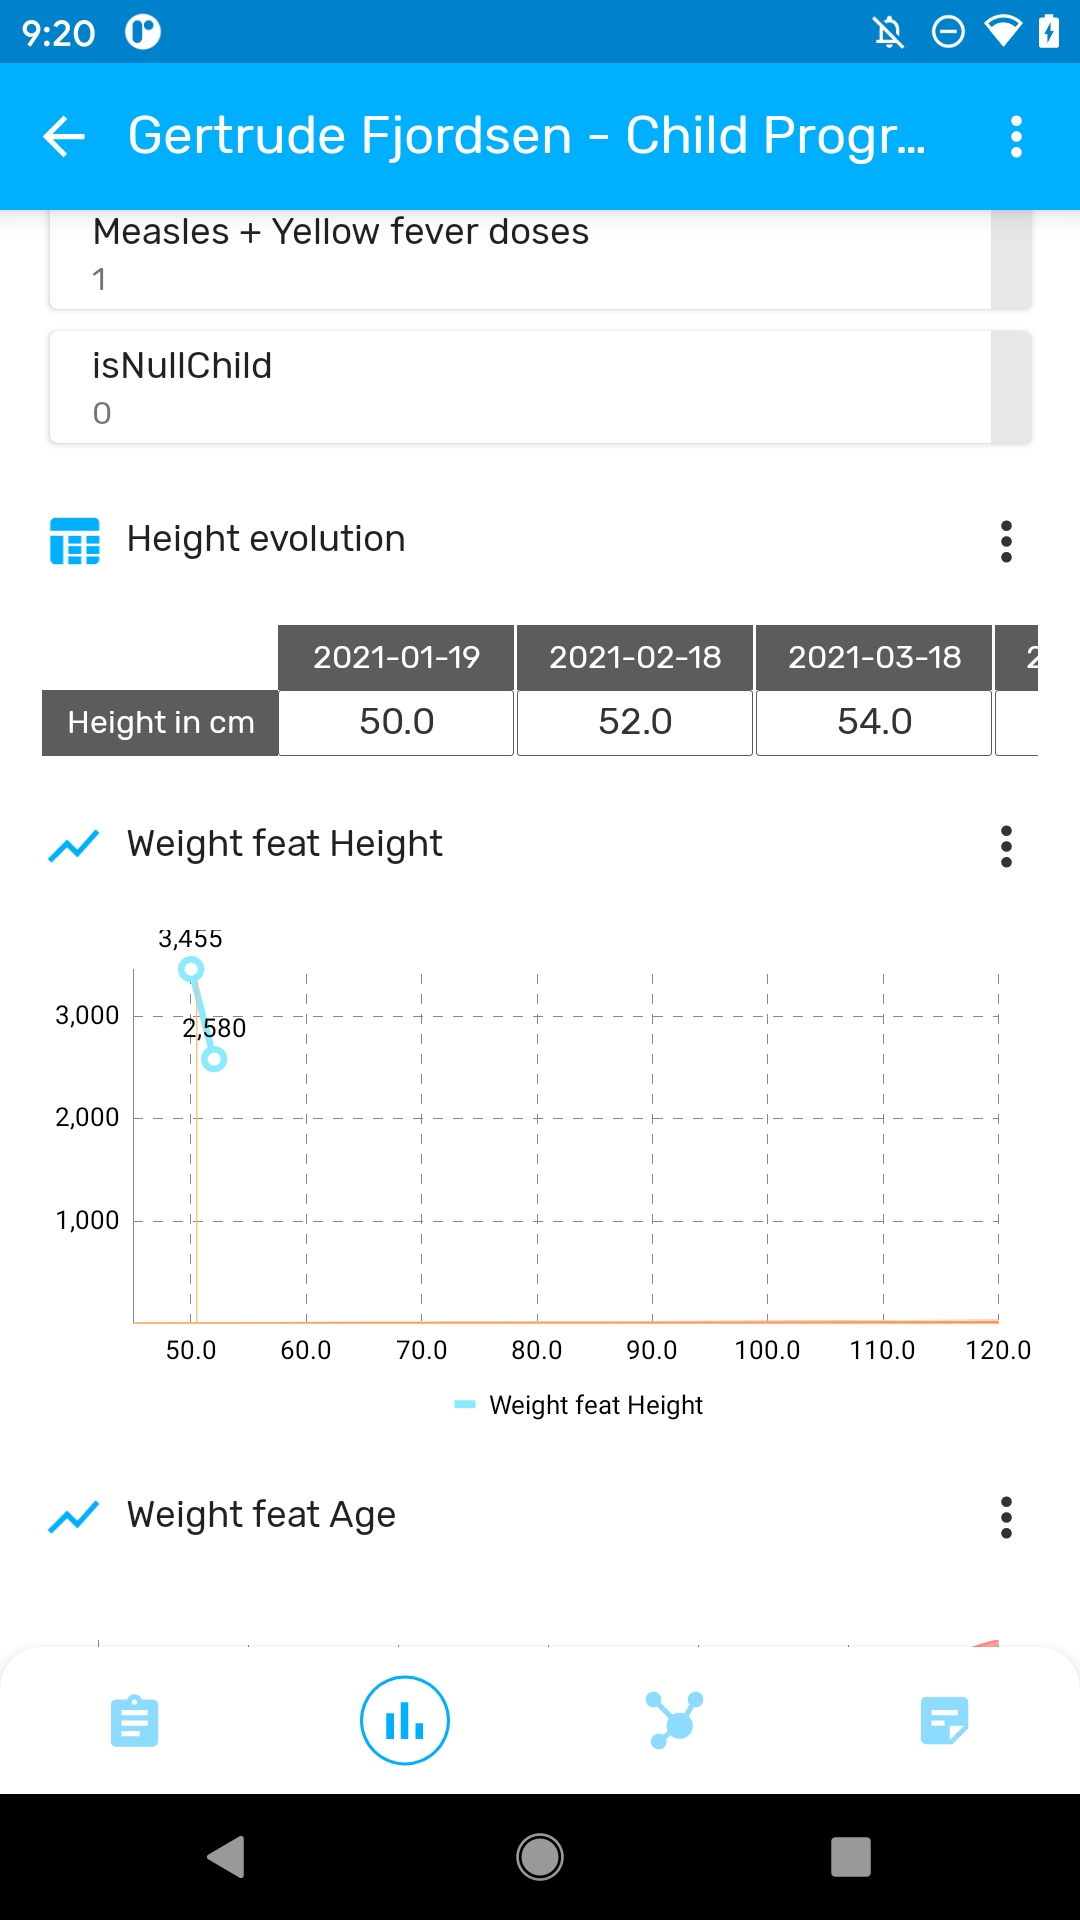 9:20
Gertrude Fjordsen - Child Progr...
Measles + Yellow fever doses
1
isNullChild
0
Height evolution
2021-01-19 2021-02-18 2021-03-18 2
Height in cm 50.0 52.0 54.0
Weight feat Height
3,455
3,000
2,580
2,000
1,000
50.0 60.0 70.0 80.0 90.0 100.0 110.0 120.0
Weight feat Height
Weight feat Age